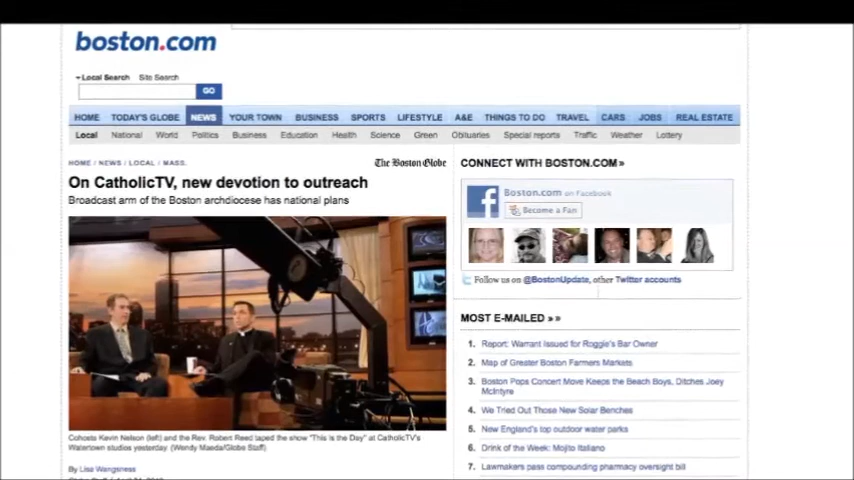 boston.com
Local Search Site Search
GO
HOME TODAY'S GLOBE NEWS YOUR TOWN BUSINESS SPORTS LIFESTYLE A&E THINGS TO DO TRAVEL CARS JOBS REAL ESTATE
Local National World Politics Business Education Health Science Green Obituaries Special reports Traffic Weather Lottery
HOME / NEWS / LOCAL / MASS.
The Boston Globe
On CatholicTV, new devotion to outreach
Broadcast arm of the Boston archdiocese has national plans
Cohosts Kevin Nelson (left) and the Rev. Robert Reed taped the show "This is the Day" at CatholicTV's
Watertown studios yesterday. (Wendy Maeda/Globe Staff)
By Lisa Wangsness
CONNECT WITH BOSTON.COM »
Boston.com on Facebook
Become a Fan
Follow us on @BostonUpdate, other Twitter accounts
MOST E-MAILED » »
1. Report: Warrant Issued for Roggie's Bar Owner
2. Map of Greater Boston Farmers Markets
3. Boston Pops Concert Move Keeps the Beach Boys, Ditches Joey
McIntyre
4. We Tried Out Those New Solar Benches
5. New England's top outdoor water parks
6. Drink of the Week: Mojito Italiano
7. Lawmakers pass compounding pharmacy oversight bill